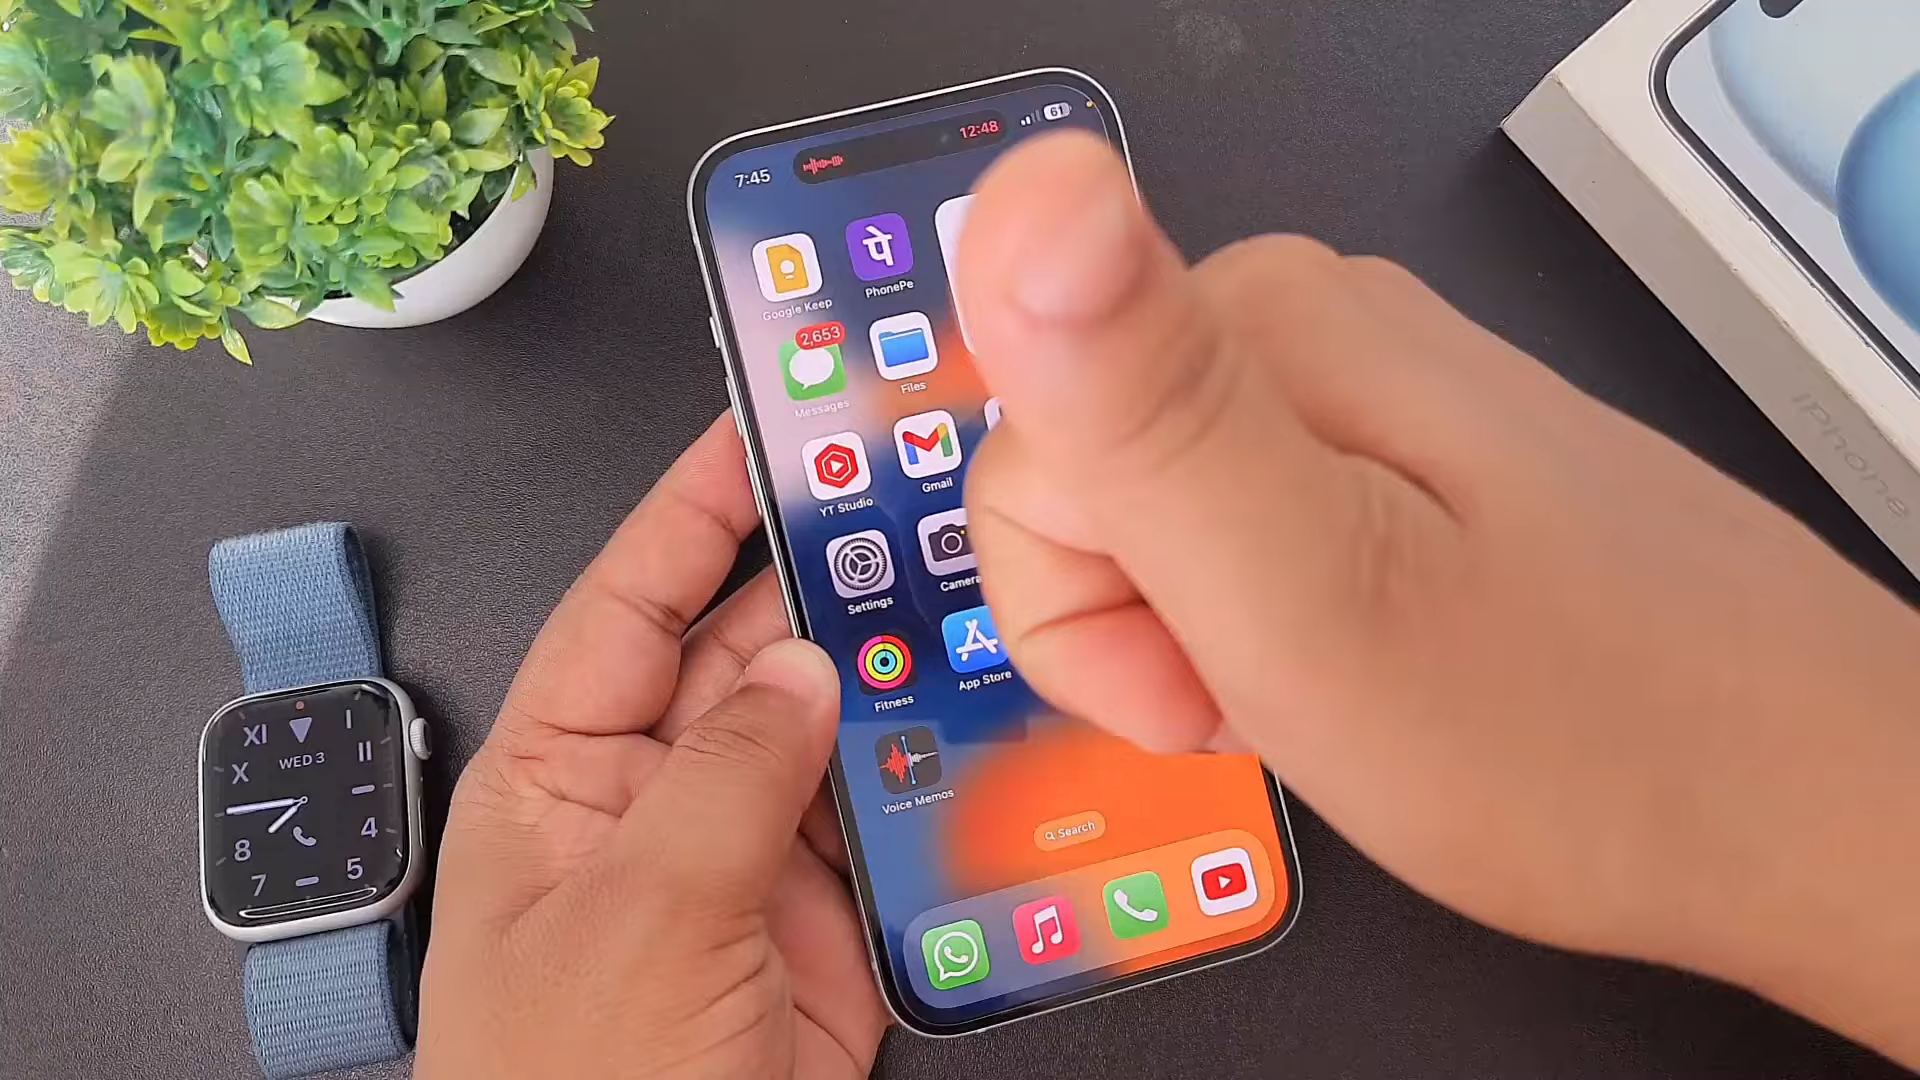 7:45
12:48
61
Google Keep
पे
PhonePe
2,653
Messages
Files
YT Studio
Gmail
Settings
Camera
Fitness
App Store
Voice Memos
Search
iPhone
XI
I
X
WED 3
II
8
4
7
5